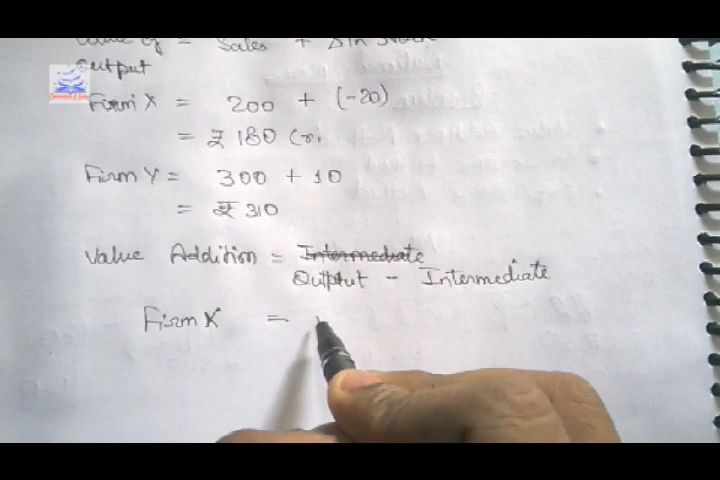 Value of = Sales + Δ in Stock
Output
Firm X = 200 + (-20)
= ₹ 180 (r.
Firm Y = 300 + 10
= ₹ 310
Value Addition = Intermediate
Output - Intermediate
Firm X =